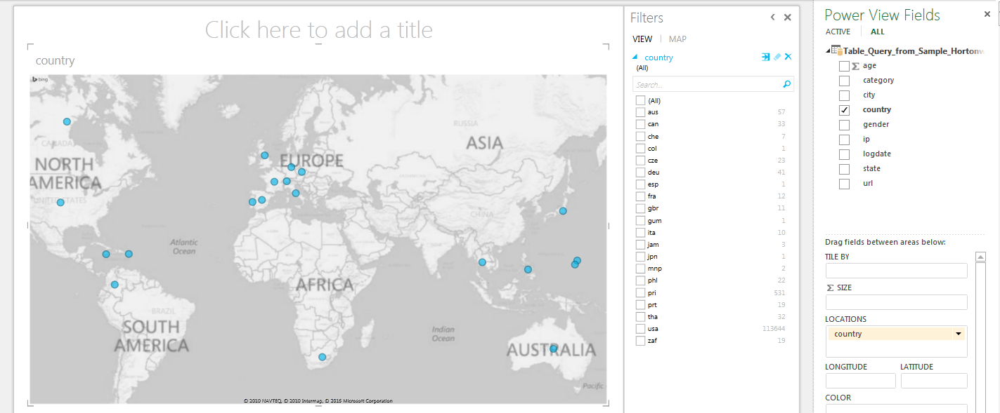 Click here to add a title
country
bing
CANADA
NORTH
AMERICA
UNITED STATES
Atlantic
Ocean
BRAZIL
SOUTH
AMERICA
EUROPE
AFRICA
RUSSIA
ASIA
CHINA
Indian
Ocean
AUSTRALIA
Pacific
© 2010 NAVTEQ, © 2010 Intermap, © 2015 Microsoft Corporation
Filters
VIEW | MAP
country
(All)
Search...
(All)
aus 57
can 33
che 7
col 1
cze 23
deu 41
esp 1
fra 12
gbr 11
gum 1
ita 10
jam 3
jpn 1
mnp 2
phl 22
pri 531
prt 19
tha 32
usa 113644
zaf 19
Power View Fields
ACTIVE | ALL
Table_Query_from_Sample_Hortonw
Σ age
category
city
country
gender
ip
logdate
state
url
Drag fields between areas below:
TILE BY
Σ SIZE
LOCATIONS
country
LONGITUDE LATITUDE
COLOR